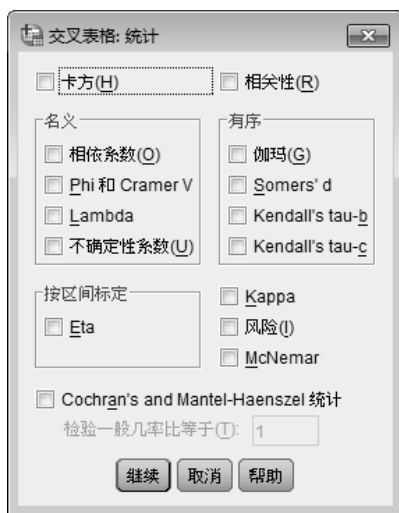 交叉表格: 统计
卡方(H)
相关性(R)
名义
相依系数(O)
Phi 和 Cramer V
Lambda
不确定性系数(U)
有序
伽玛(G)
Somers' d
Kendall's tau-b
Kendall's tau-c
按区间标定
Eta
Kappa
风险(I)
McNemar
Cochran's and Mantel-Haenszel 统计
检验一般几率比等于(T): 1
继续 取消 帮助